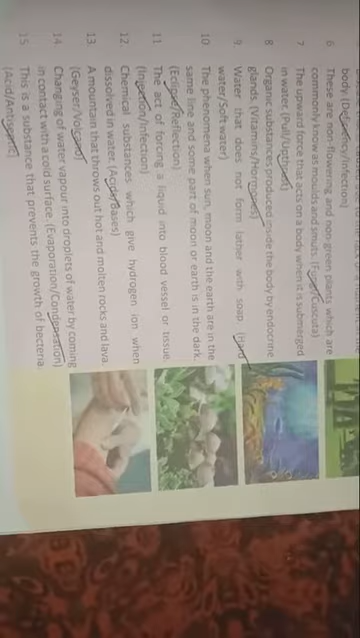 body. (Deficiency/Infection)
6 These are non-flowering and non green plants which are
commonly know as moulds and smuts. (Fungi/Cuscuta)
7 The upward force that acts on a body when it is submerged
in water. (Pull/Upthrust)
8 Organic substances produced inside the body by endocrine
glands. (Vitamins/Hormones)
9 Water that does not form lather with soap. (Hard
water/Soft water)
10 The phenomena when sun, moon and the earth are in the
same line and some part of moon or earth is in the dark.
(Eclipse/Reflection)
11 The act of forcing a liquid into blood vessel or tissue.
(Injection/Infection)
12. Chemical substances which give hydrogen ion when
dissolved in water. (Acids/Bases)
13 A mountain that throws out hot and molten rocks and lava.
(Geyser/Volcano)
14 Changing of water vapour into droplets of water by coming
in contact with a cold surface. (Evaporation/Condensation)
15 This is a substance that prevents the growth of becteria.
(Acid/Antiseptic)